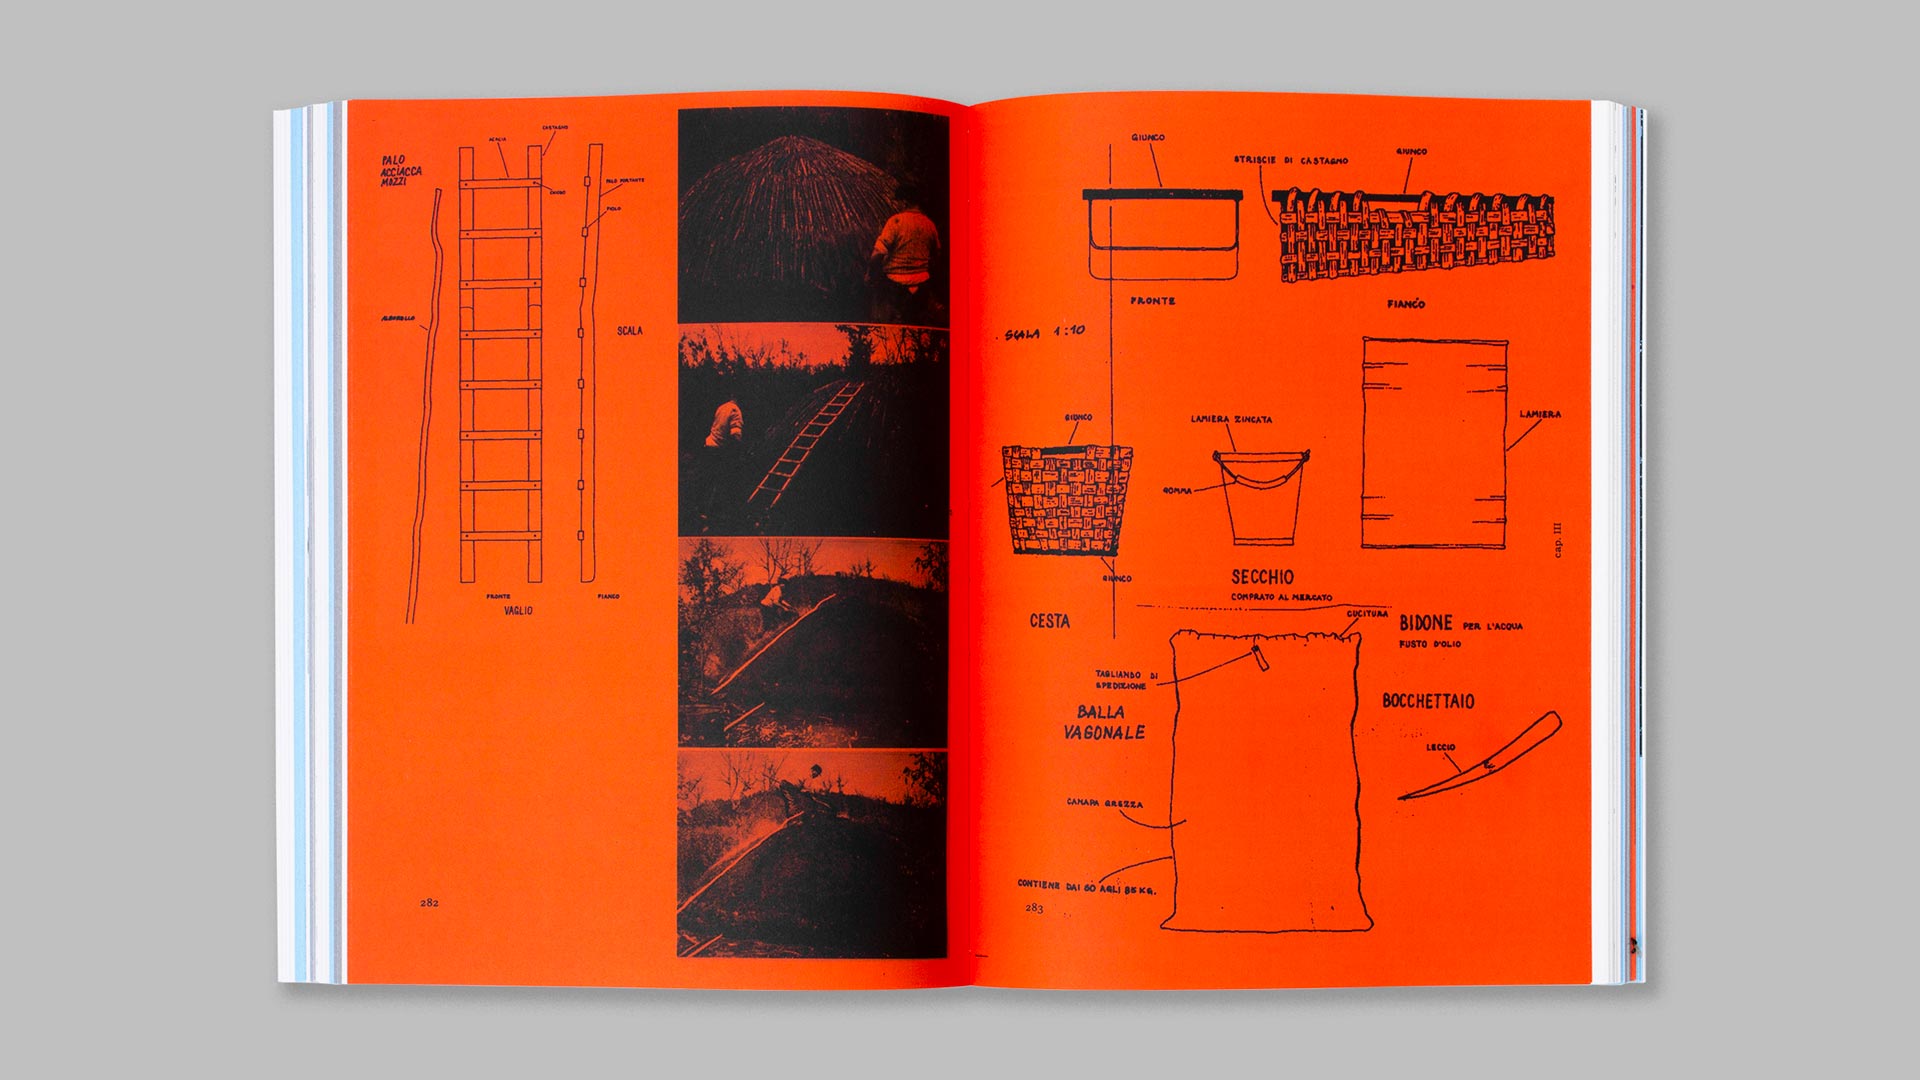 PALO
ACCIACCA
MOZZI
ACACIA
CASTAGNO
CHIODO
PALO PORTANTE
PIOLO
ALBERELLO
SCALA
FRONTE
FIANCO
VAGLIO
282
GIUNCO
STRISCIE DI CASTAGNO
GIUNCO
FRONTE
FIANCO
SCALA 1:10
GIUNCO
LAMIERA ZINCATA
LAMIERA
GOMMA
cap. III
GIUNCO
SECCHIO
COMPRATO AL MERCATO
CESTA
CUCITURA
BIDONE PER L'ACQUA
FUSTO D'OLIO
TAGLIANDO DI
SPEDIZIONE
BALLA
VAGONALE
BOCCHETTAIO
LECCIO
CANAPA GREZZA
CONTIENE DAI 60 AGLI 85 KG.
283